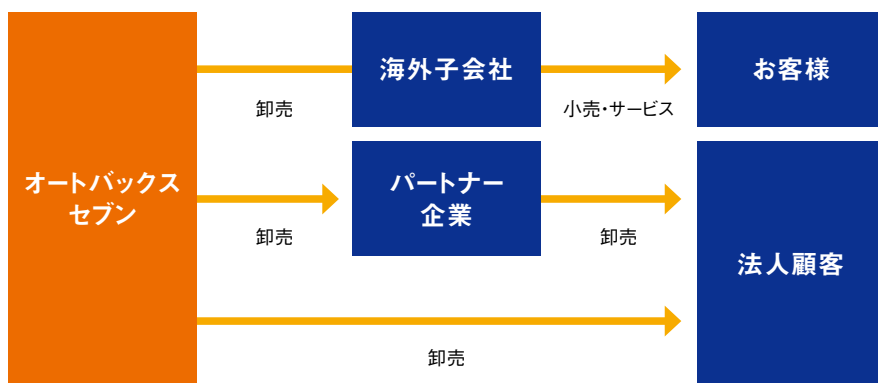 オートバックス
セブン
卸売
海外子会社
小売・サービス
お客様
卸売
パートナー
企業
卸売
法人顧客
卸売